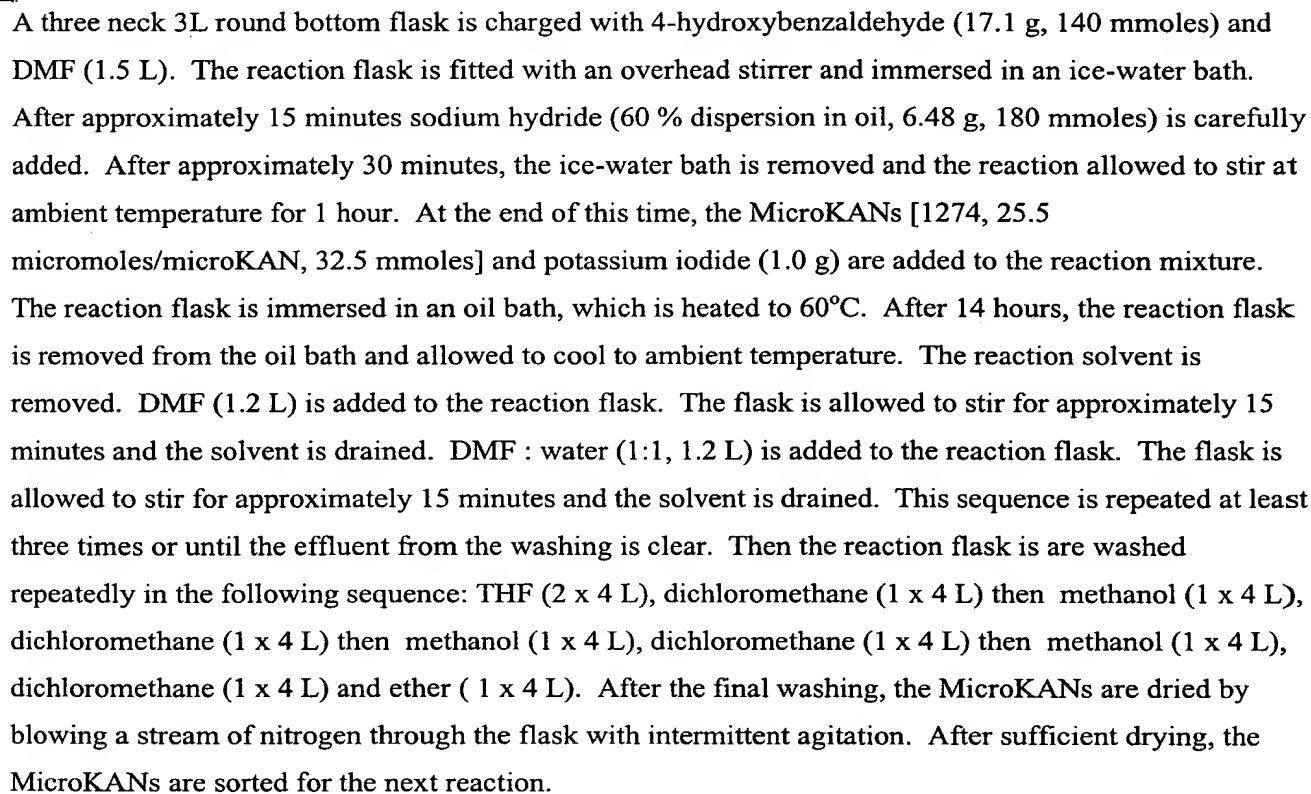 A three neck 3L round bottom flask is charged with 4-hydroxybenzaldehyde (17.1 g, 140 mmoles) and
DMF (1.5 L). The reaction flask is fitted with an overhead stirrer and immersed in an ice-water bath.
After approximately 15 minutes sodium hydride (60 % dispersion in oil, 6.48 g, 180 mmoles) is carefully
added. After approximately 30 minutes, the ice-water bath is removed and the reaction allowed to stir at
ambient temperature for 1 hour. At the end of this time, the MicroKANs [1274, 25.5
micromoles/microKAN, 32.5 mmoles] and potassium iodide (1.0 g) are added to the reaction mixture.
The reaction flask is immersed in an oil bath, which is heated to 60°C. After 14 hours, the reaction flask
is removed from the oil bath and allowed to cool to ambient temperature. The reaction solvent is
removed. DMF (1.2 L) is added to the reaction flask. The flask is allowed to stir for approximately 15
minutes and the solvent is drained. DMF : water (1:1, 1.2 L) is added to the reaction flask. The flask is
allowed to stir for approximately 15 minutes and the solvent is drained. This sequence is repeated at least
three times or until the effluent from the washing is clear. Then the reaction flask is are washed
repeatedly in the following sequence: THF (2 x 4 L), dichloromethane (1 x 4 L) then methanol (1 x 4 L),
dichloromethane (1 x 4 L) then methanol (1 x 4 L), dichloromethane (1 x 4 L) then methanol (1 x 4 L),
dichloromethane (1 x 4 L) and ether ( 1 x 4 L). After the final washing, the MicroKANs are dried by
blowing a stream of nitrogen through the flask with intermittent agitation. After sufficient drying, the
MicroKANs are sorted for the next reaction.